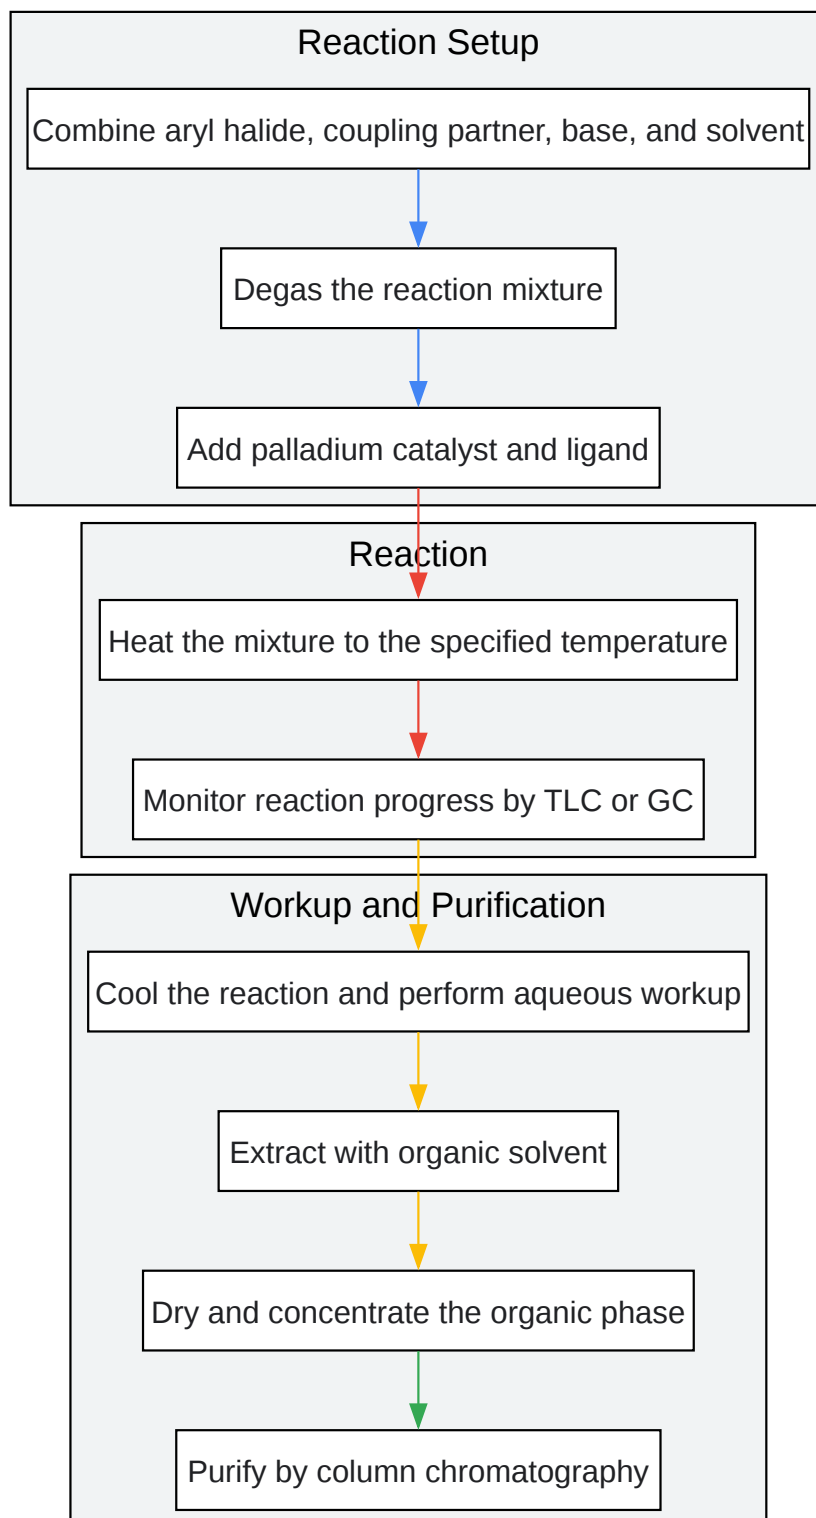 Reaction Setup
Combine aryl halide, coupling partner, base, and solvent
Degas the reaction mixture
Add palladium catalyst and ligand
Reaction
Heat the mixture to the specified temperature
Monitor reaction progress by TLC or GC
Workup and Purification
Cool the reaction and perform aqueous workup
Extract with organic solvent
Dry and concentrate the organic phase
Purify by column chromatography